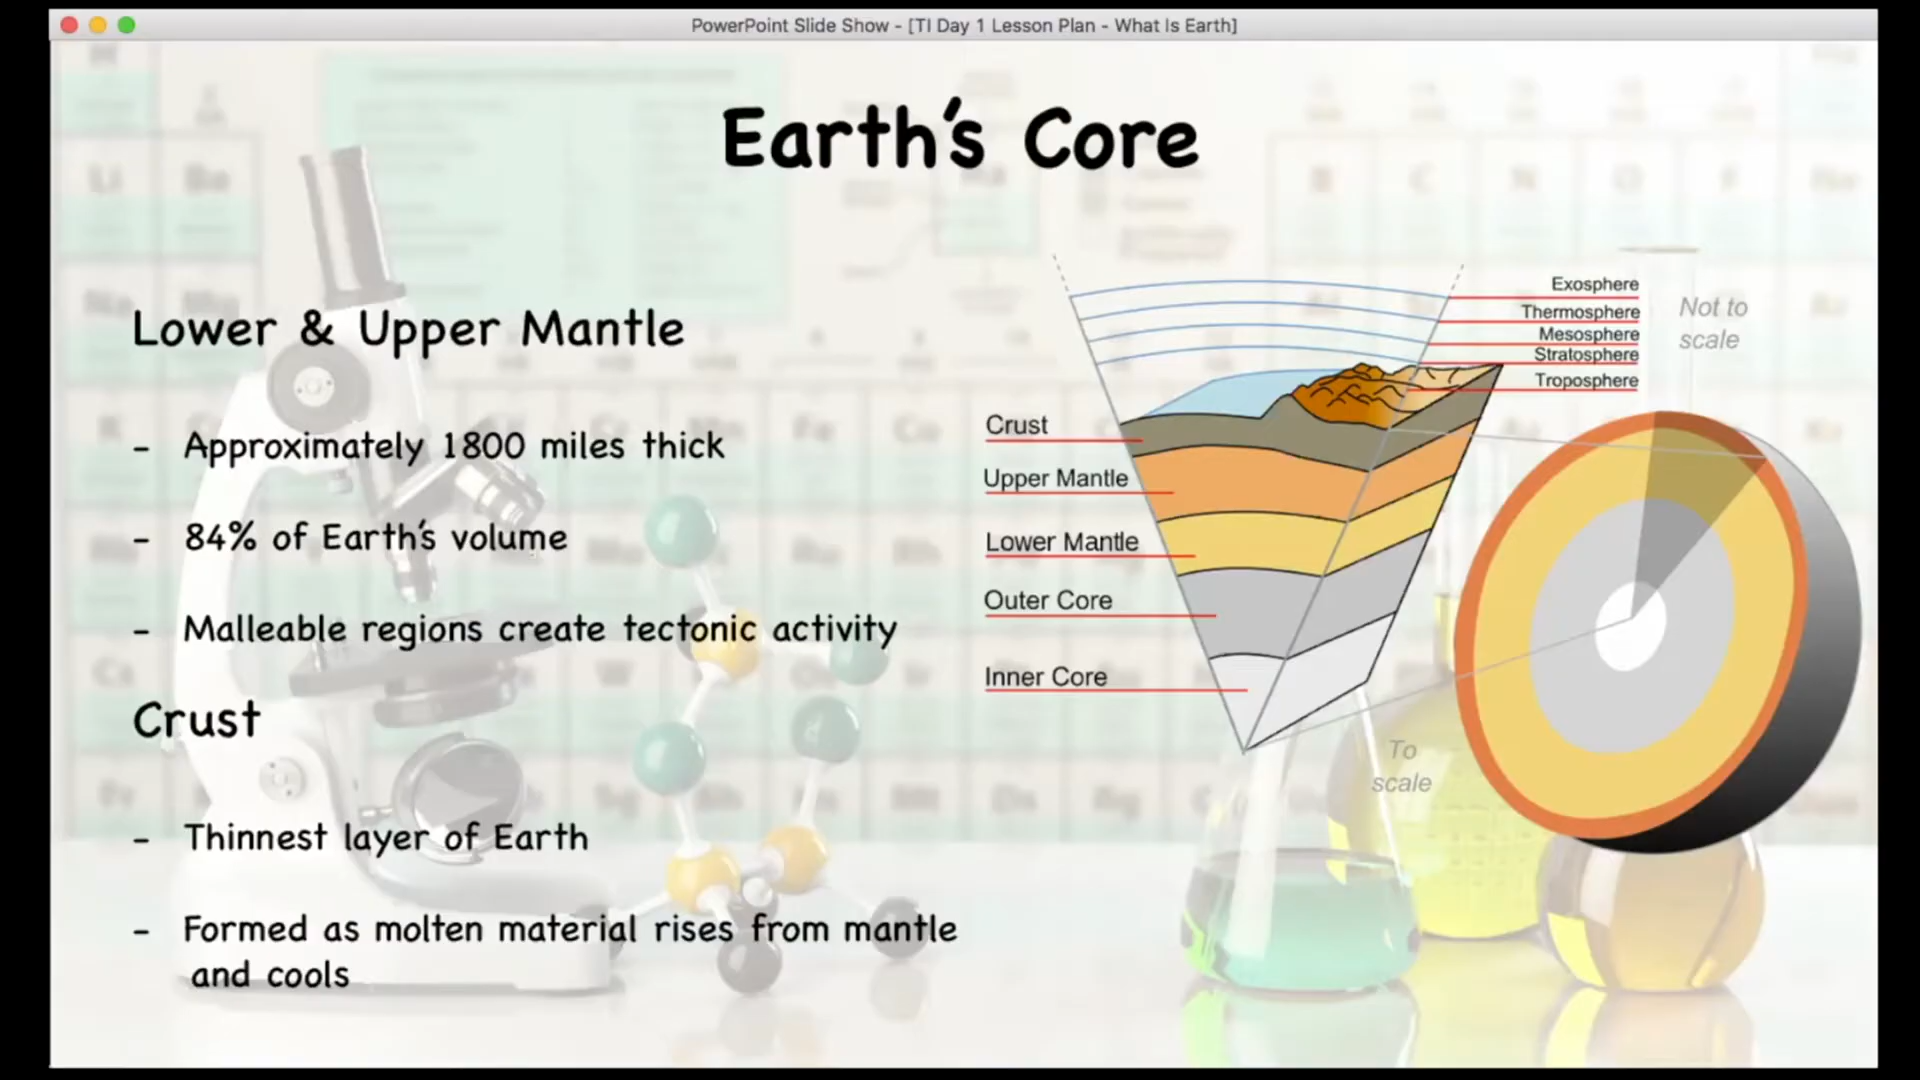 PowerPoint Slide Show - [TI Day 1 Lesson Plan - What Is Earth]
Earth's Core
Lower & Upper Mantle
- Approximately 1800 miles thick
- 84% of Earth's volume
- Malleable regions create tectonic activity
Crust
- Thinnest layer of Earth
- Formed as molten material rises from mantle
and cools
Exosphere
Thermosphere
Mesosphere
Stratosphere
Troposphere
Not to
scale
Crust
Upper Mantle
Lower Mantle
Outer Core
Inner Core
To
scale